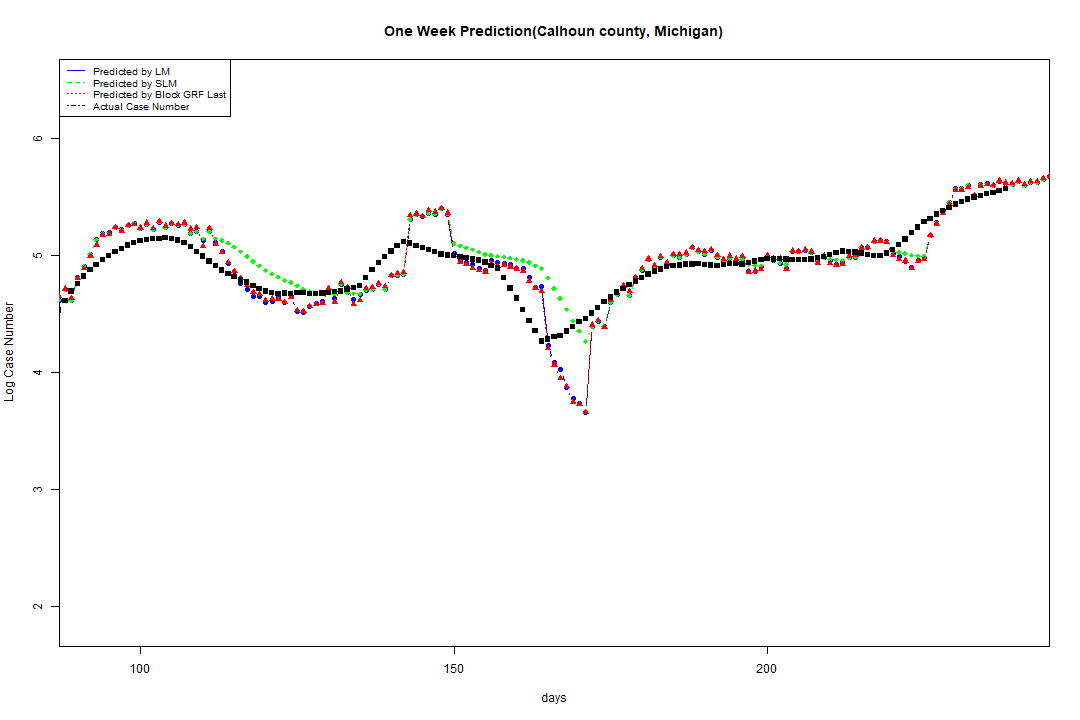 One Week Prediction(Calhoun county, Michigan)
Predicted by LM
Predicted by SLM
Predicted by Block GRF Last
Actual Case Number
6
5
4
3
2
Log Case Number
100
150
200
days